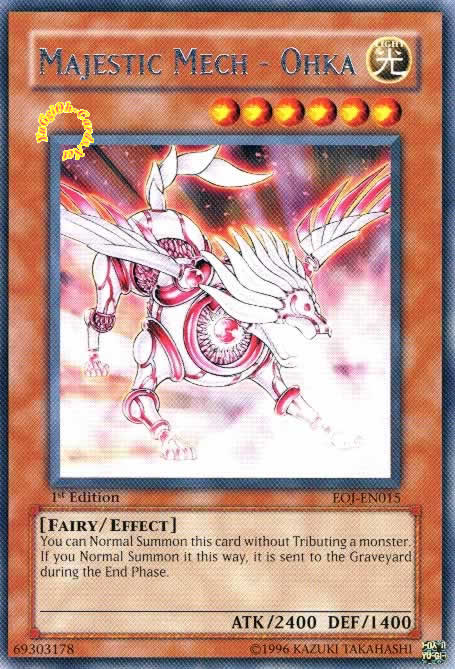 MAJESTIC MECH - OHKA
LIGHT
光
1st Edition
EOJ-EN015
[FAIRY/EFFECT]
You can Normal Summon this card without Tributing a monster.
If you Normal Summon it this way, it is sent to the Graveyard
during the End Phase.
ATK/2400 DEF/1400
69303178
©1996 KAZUKI TAKAHASHI